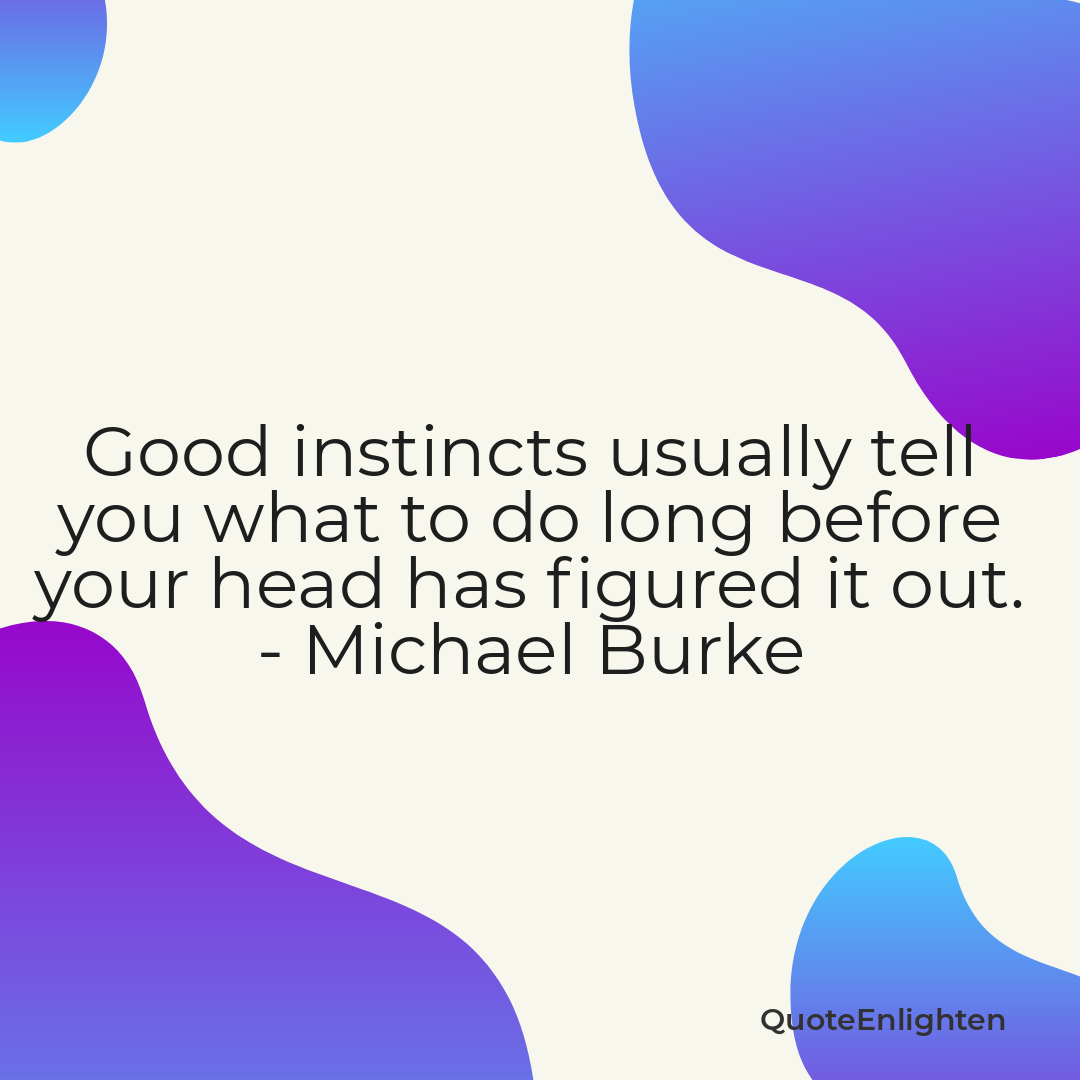 Good instincts usually tell
you what to do long before
your head has figured it out.
- Michael Burke
QuoteEnlighten